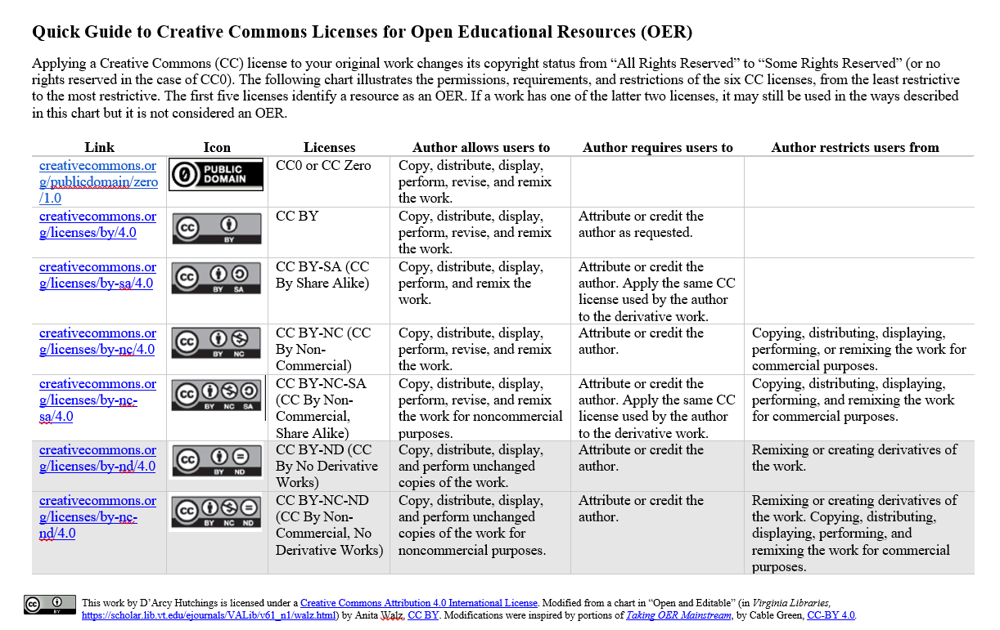 Quick Guide to Creative Commons Licenses for Open Educational Resources (OER)
Applying a Creative Commons (CC) license to your original work changes its copyright status from “All Rights Reserved” to “Some Rights Reserved” (or no
rights reserved in the case of CC0). The following chart illustrates the permissions, requirements, and restrictions of the six CC licenses, from the least restrictive
to the most restrictive. The first five licenses identify a resource as an OER. If a work has one of the latter two licenses, it may still be used in the ways described
in this chart but it is not considered an OER.
Link Icon Licenses Author allows users to Author requires users to Author restricts users from
creativecommons.or
g/publicdomain/zero
/1.0
PUBLIC
DOMAIN
CC0 or CC Zero
Copy, distribute, display,
perform, revise, and remix
the work.
creativecommons.or
g/licenses/by/4.0
cc
BY
CC BY
Copy, distribute, display,
perform, revise, and remix
the work.
Attribute or credit the
author as requested.
creativecommons.or
g/licenses/by-sa/4.0
cc
BY SA
CC BY-SA (CC
By Share Alike)
Copy, distribute, display,
perform, and remix the
work.
Attribute or credit the
author. Apply the same CC
license used by the author
to the derivative work.
creativecommons.or
g/licenses/by-nc/4.0
cc
BY NC
CC BY-NC (CC
By Non-
Commercial)
Copy, distribute, display,
perform, revise, and remix
the work.
Attribute or credit the
author.
Copying, distributing, displaying,
performing, or remixing the work for
commercial purposes.
creativecommons.or
g/licenses/by-nc-
sa/4.0
cc
BY NC SA
CC BY-NC-SA
(CC By Non-
Commercial,
Share Alike)
Copy, distribute, display,
perform, revise, and remix
the work for noncommercial
purposes.
Attribute or credit the
author. Apply the same CC
license used by the author
to the derivative work.
Copying, distributing, displaying,
performing, and remixing the work
for commercial purposes.
creativecommons.or
g/licenses/by-nd/4.0
cc
BY ND
CC BY-ND (CC
By No Derivative
Works)
Copy, distribute, display,
and perform unchanged
copies of the work.
Attribute or credit the
author.
Remixing or creating derivatives of
the work.
creativecommons.or
g/licenses/by-nc-
nd/4.0
cc
BY NC ND
CC BY-NC-ND
(CC By Non-
Commercial, No
Derivative Works)
Copy, distribute, display,
and perform unchanged
copies of the work for
noncommercial purposes.
Attribute or credit the
author.
Remixing or creating derivatives of
the work. Copying, distributing,
displaying, performing, and
remixing the work for commercial
purposes.
cc
BY
This work by D’Arcy Hutchings is licensed under a Creative Commons Attribution 4.0 International License. Modified from a chart in “Open and Editable” (in Virginia Libraries,
https://scholar.lib.vt.edu/ejournals/VALib/v61_n1/walz.html) by Anita Walz, CC BY. Modifications were inspired by portions of Taking OER Mainstream, by Cable Green, CC-BY 4.0.